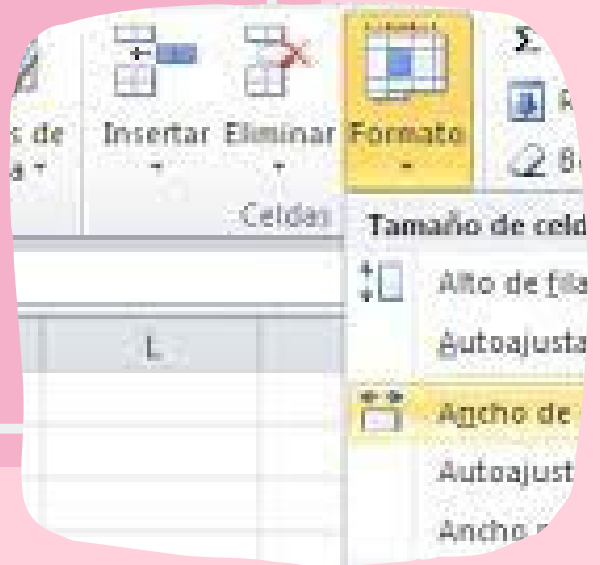 s de
Insertar Eliminar Formato
Celdas
Tamaño de celd
Alto de fila
Autoajusta
L
Ancho de
Autoajust
Ancho